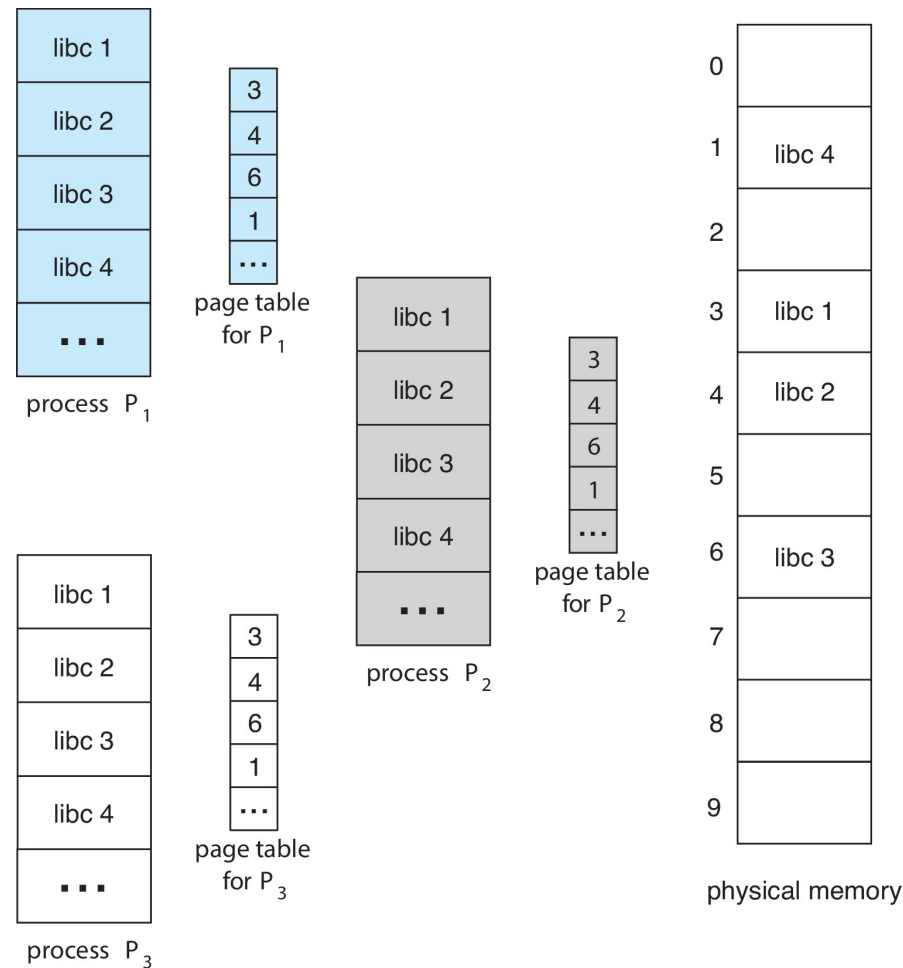 libc 1
libc 2
libc 3
libc 4
...
process P1
3
4
6
1
...
page table
for P1
libc 1
libc 2
libc 3
libc 4
...
process P2
3
4
6
1
...
page table
for P2
libc 1
libc 2
libc 3
libc 4
...
process P3
3
4
6
1
...
page table
for P3
0
1 libc 4
2
3 libc 1
4 libc 2
5
6 libc 3
7
8
9
physical memory